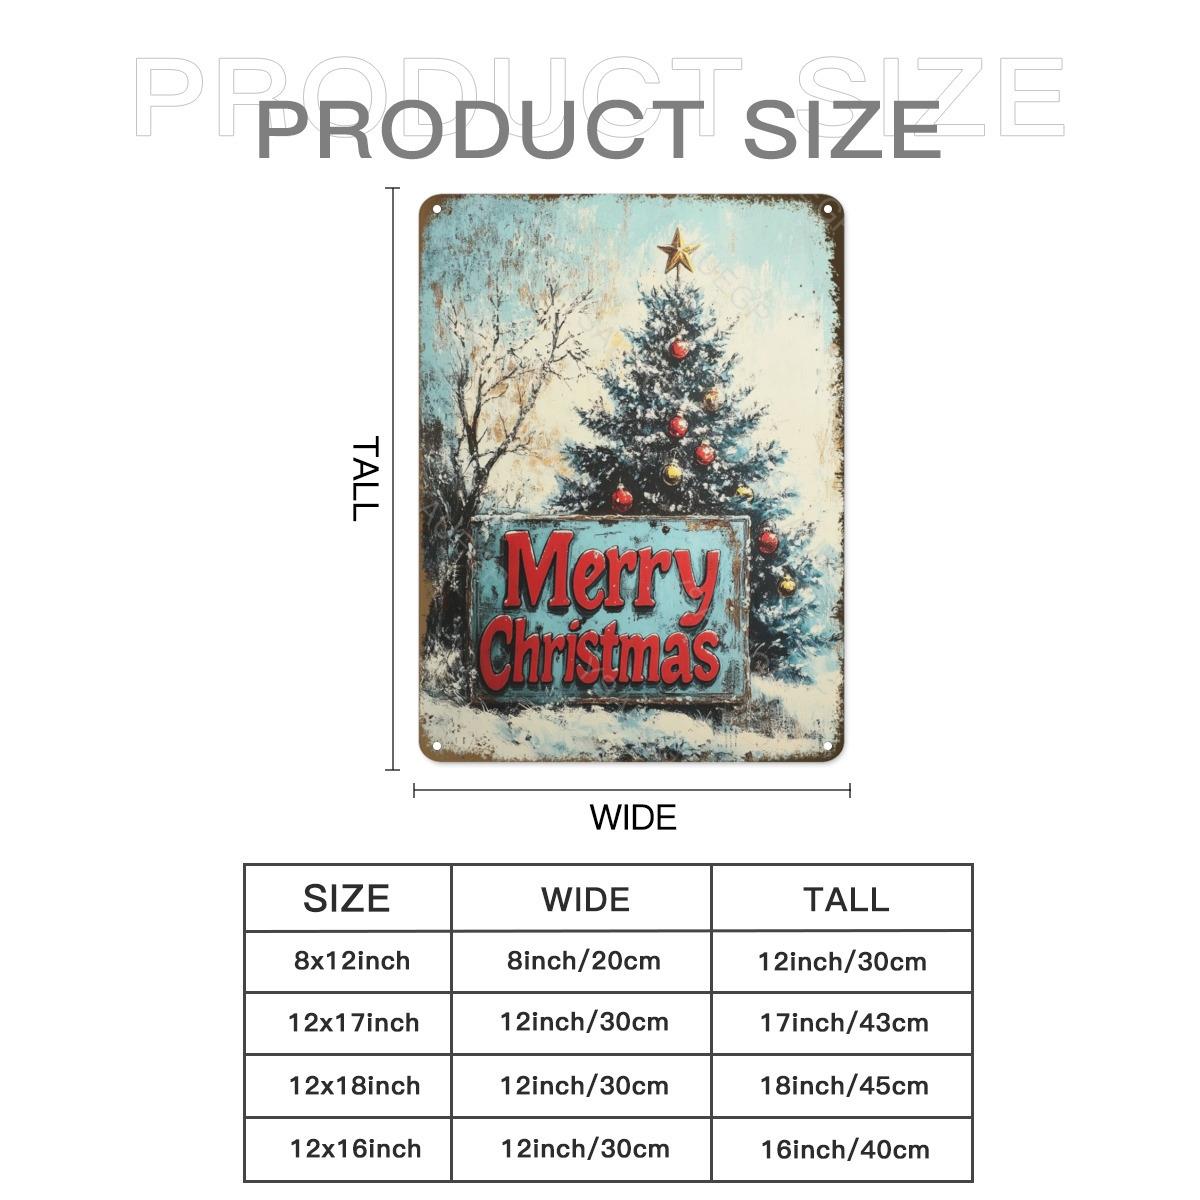 PRODUCT SIZE
PRODUCT SIZE
TALL
Merry
Christmas
WIDE
SIZE WIDE TALL
8x12inch 8inch/20cm 12inch/30cm
12x17inch 12inch/30cm 17inch/43cm
12x18inch 12inch/30cm 18inch/45cm
12x16inch 12inch/30cm 16inch/40cm